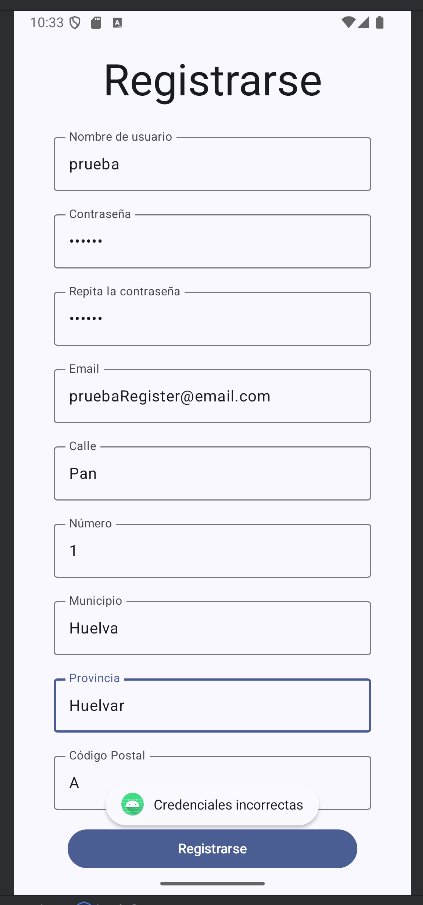 10:33
Registrarse
Nombre de usuario
prueba
Contraseña
••••••
Repita la contraseña
••••••
Email
pruebaRegister@email.com
Calle
Pan
Número
1
Municipio
Huelva
Provincia
Huelvar
Código Postal
A
Credenciales incorrectas
Registrarse